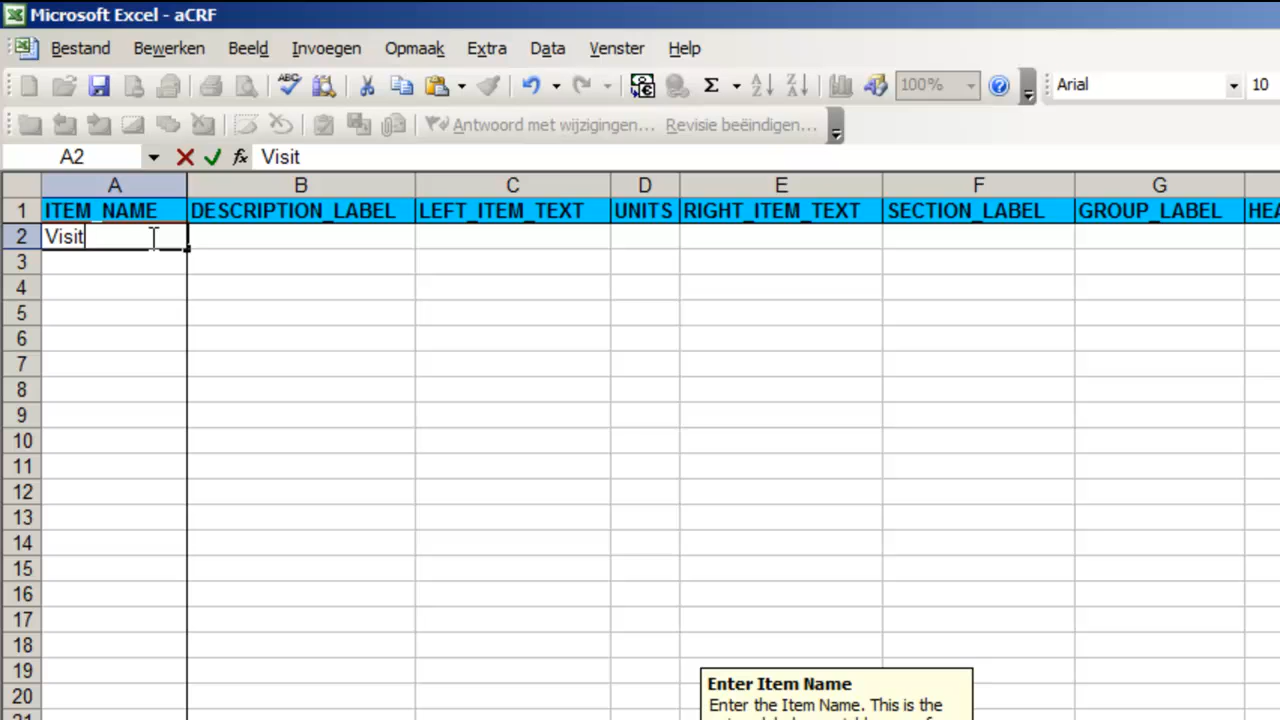 Microsoft Excel - aCRF
Bestand Bewerken Beeld Invoegen Opmaak Extra Data Venster Help
ABC Σ 100% ? Arial 10
Antwoord met wijzigingen... Revisie beëindigen...
A2 fx Visit
A B C D E F G
1 ITEM_NAME DESCRIPTION_LABEL LEFT_ITEM_TEXT UNITS RIGHT_ITEM_TEXT SECTION_LABEL GROUP_LABEL HEA
2 Visit
3
4
5
6
7
8
9
10
11
12
13
14
15
16
17
18
19
20
Enter Item Name
Enter the Item Name. This is the